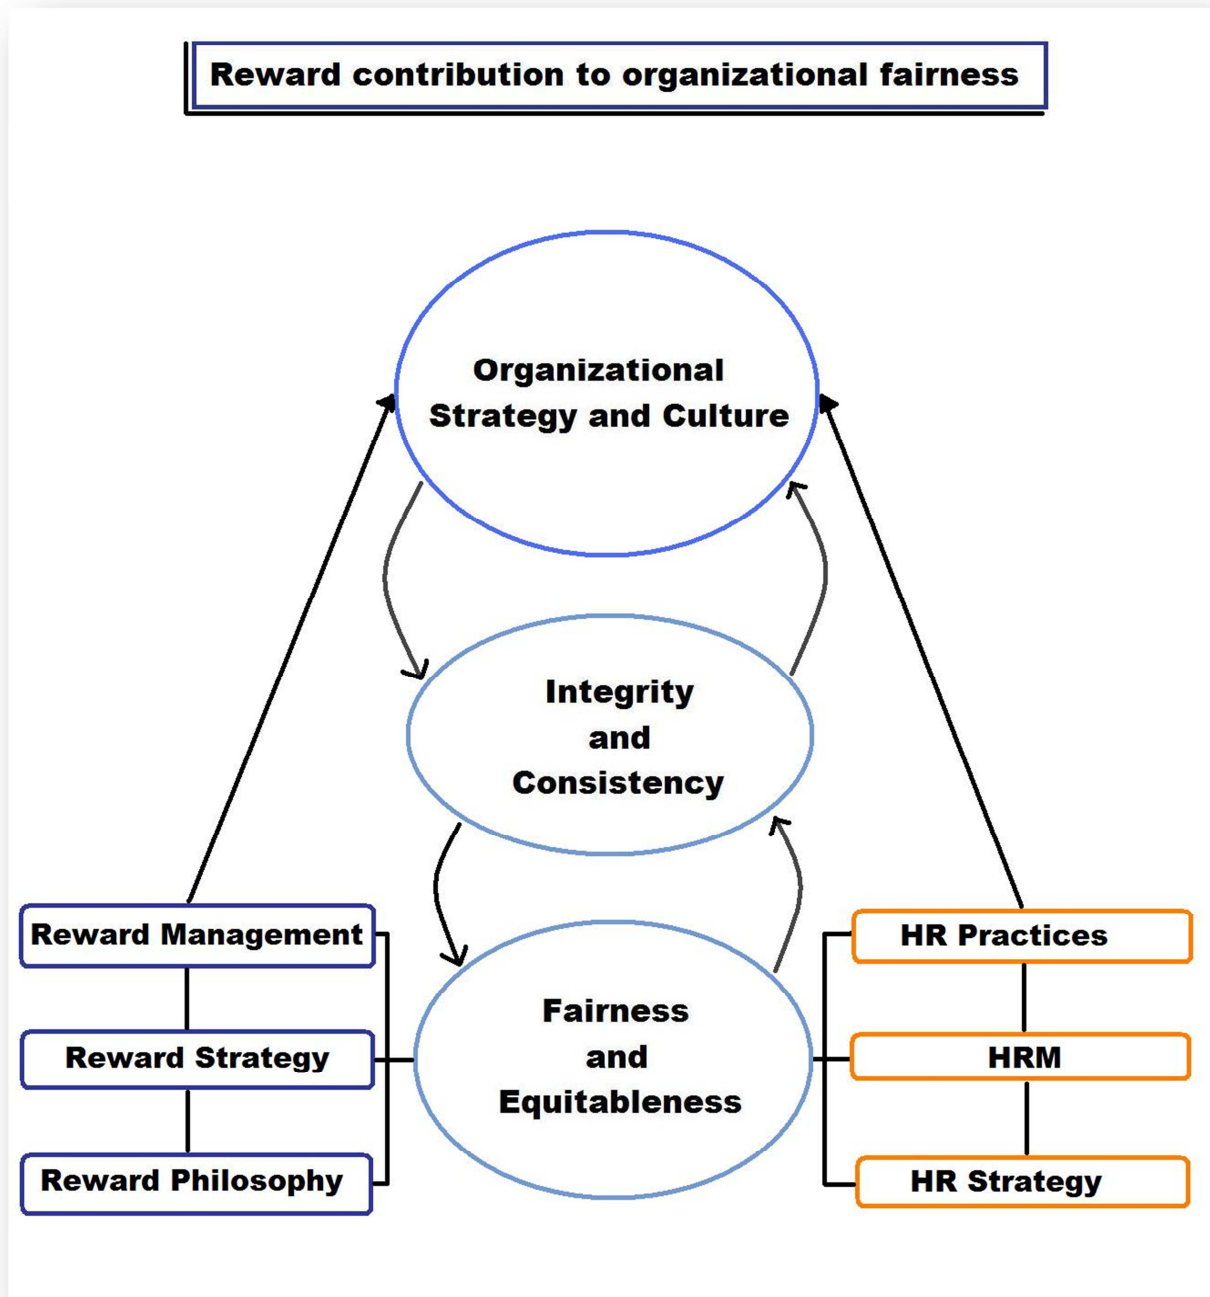 Reward contribution to organizational fairness
Organizational
Strategy and Culture
Integrity
and
Consistency
Fairness
and
Equitableness
Reward Management
Reward Strategy
Reward Philosophy
HR Practices
HRM
HR Strategy